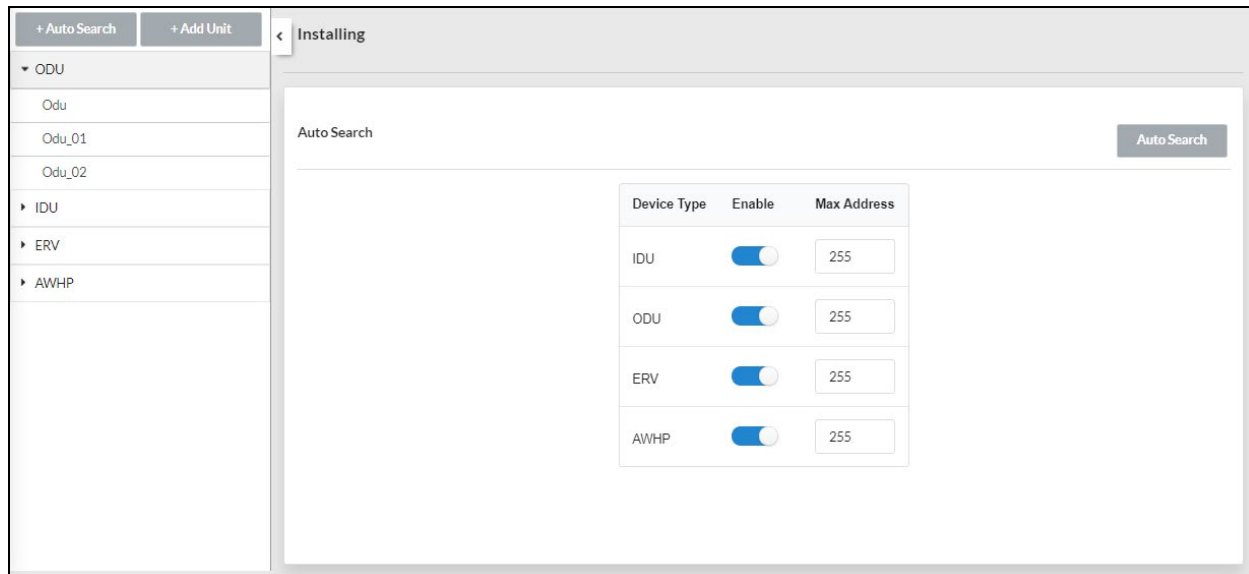 + Auto Search
+ Add Unit
Installing
ODU
Odu
Odu_01
Odu_02
IDU
ERV
AWHP
Auto Search
Auto Search
Device Type Enable Max Address
IDU 255
ODU 255
ERV 255
AWHP 255